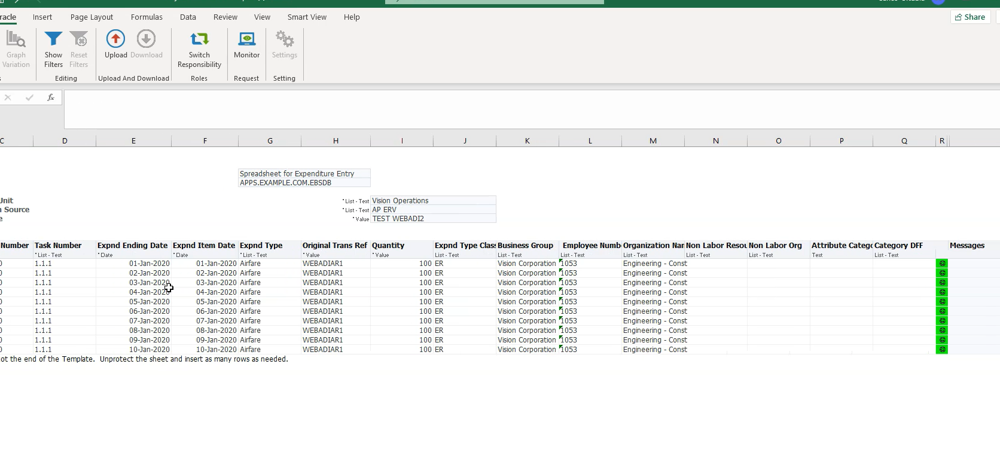 racle Insert Page Layout Formulas Data Review View Smart View Help Share
Graph Variation Show Filters Reset Filters Upload Download Switch Responsibility Monitor Settings
s Editing Upload And Download Roles Request Setting
fx
C D E F G H I J K L M N O P Q R
Spreadsheet for Expenditure Entry
APPS.EXAMPLE.COM.EBSDB
Unit * List - Text Vision Operations
n Source * List - Text AP ERV
e * Value TEST WEBADI2
Number Task Number Expnd Ending Date Expnd Item Date Expnd Type Original Trans Ref Quantity Expnd Type Clas Business Group Employee Numb Organization Nan Non Labor Resou Non Labor Org Attribute Catego Category DFF Messages
* List - Text * Date * Date * List - Text * Value * Value List - Text List - Text List - Text List - Text List - Text List - Text Text List - Text
0 1.1.1 01-Jan-2020 01-Jan-2020 Airfare WEBADIAR1 100 ER Vision Corporation 1053 Engineering - Const
0 1.1.1 02-Jan-2020 02-Jan-2020 Airfare WEBADIAR1 100 ER Vision Corporation 1053 Engineering - Const
0 1.1.1 03-Jan-2020 03-Jan-2020 Airfare WEBADIAR1 100 ER Vision Corporation 1053 Engineering - Const
0 1.1.1 04-Jan-2020 04-Jan-2020 Airfare WEBADIAR1 100 ER Vision Corporation 1053 Engineering - Const
0 1.1.1 05-Jan-2020 05-Jan-2020 Airfare WEBADIAR1 100 ER Vision Corporation 1053 Engineering - Const
0 1.1.1 06-Jan-2020 06-Jan-2020 Airfare WEBADIAR1 100 ER Vision Corporation 1053 Engineering - Const
0 1.1.1 07-Jan-2020 07-Jan-2020 Airfare WEBADIAR1 100 ER Vision Corporation 1053 Engineering - Const
0 1.1.1 08-Jan-2020 08-Jan-2020 Airfare WEBADIAR1 100 ER Vision Corporation 1053 Engineering - Const
0 1.1.1 09-Jan-2020 09-Jan-2020 Airfare WEBADIAR1 100 ER Vision Corporation 1053 Engineering - Const
0 1.1.1 10-Jan-2020 10-Jan-2020 Airfare WEBADIAR1 100 ER Vision Corporation 1053 Engineering - Const
ot the end of the Template. Unprotect the sheet and insert as many rows as needed.